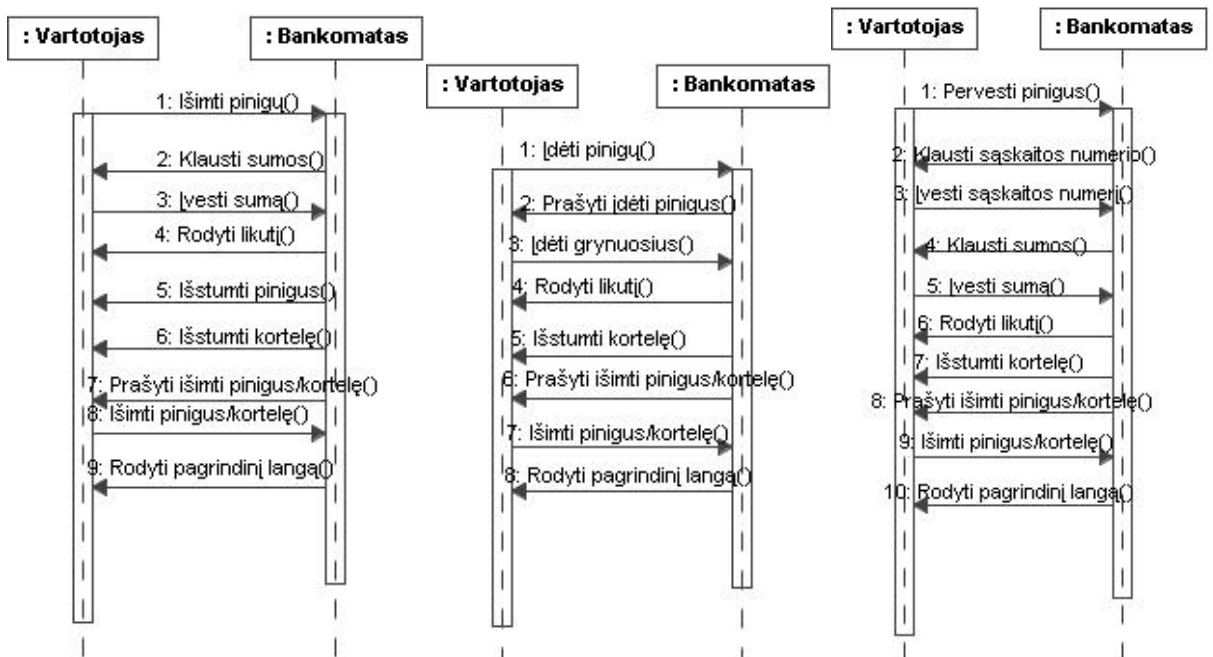 : Vartotojas
: Bankomatas
1: Išimti pinigų()
2: Klausti sumos()
3: Įvesti sumą()
4: Rodyti likutį()
5: Išstumti pinigus()
6: Išstumti kortelę()
7: Prašyti išimti pinigus/kortelę()
8: Išimti pinigus/kortelę()
9: Rodyti pagrindinį langą()
: Vartotojas
: Bankomatas
1: Įdėti pinigų()
2: Prašyti įdėti pinigus()
3: Įdėti grynuosius()
4: Rodyti likutį()
5: Išstumti kortelę()
6: Prašyti išimti pinigus/kortelę()
7: Išimti pinigus/kortelę()
8: Rodyti pagrindinį langą()
: Vartotojas
: Bankomatas
1: Pervesti pinigus()
2: Klausti sąskaitos numerio()
3: Įvesti sąskaitos numerį()
4: Klausti sumos()
5: Įvesti sumą()
6: Rodyti likutį()
7: Išstumti kortelę()
8: Prašyti išimti pinigus/kortelę()
9: Išimti pinigus/kortelę()
10: Rodyti pagrindinį langą()